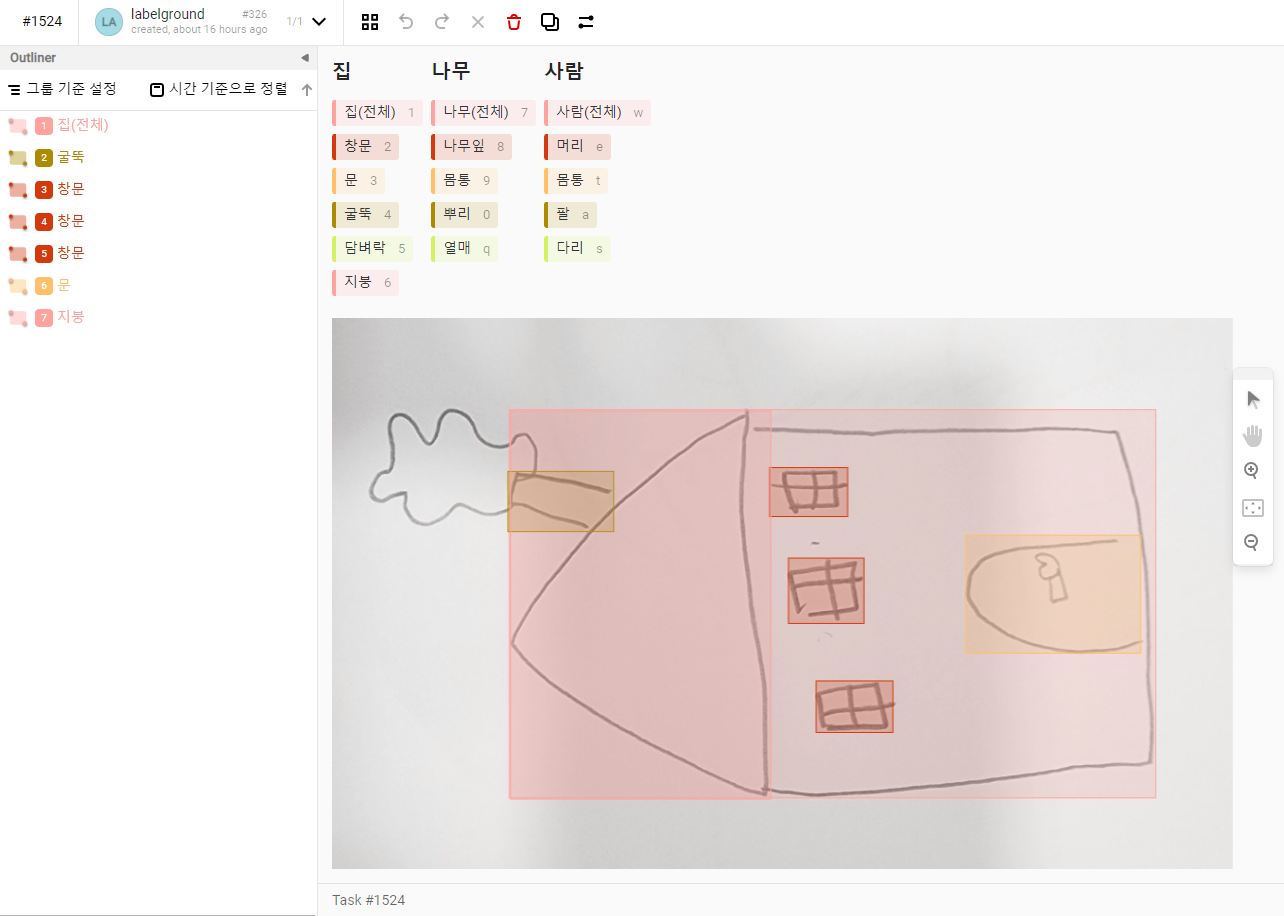 #1524
LA
labelground #326
created, about 16 hours ago
1/1
Outliner
그룹 기준 설정 시간 기준으로 정렬
1 집(전체)
2 굴뚝
3 창문
4 창문
5 창문
6 문
7 지붕
집 나무 사람
집(전체) 1 나무(전체) 7 사람(전체) w
창문 2 나무잎 8 머리 e
문 3 몸통 9 몸통 t
굴뚝 4 뿌리 0 팔 a
담벼락 5 열매 q 다리 s
지붕 6
Task #1524